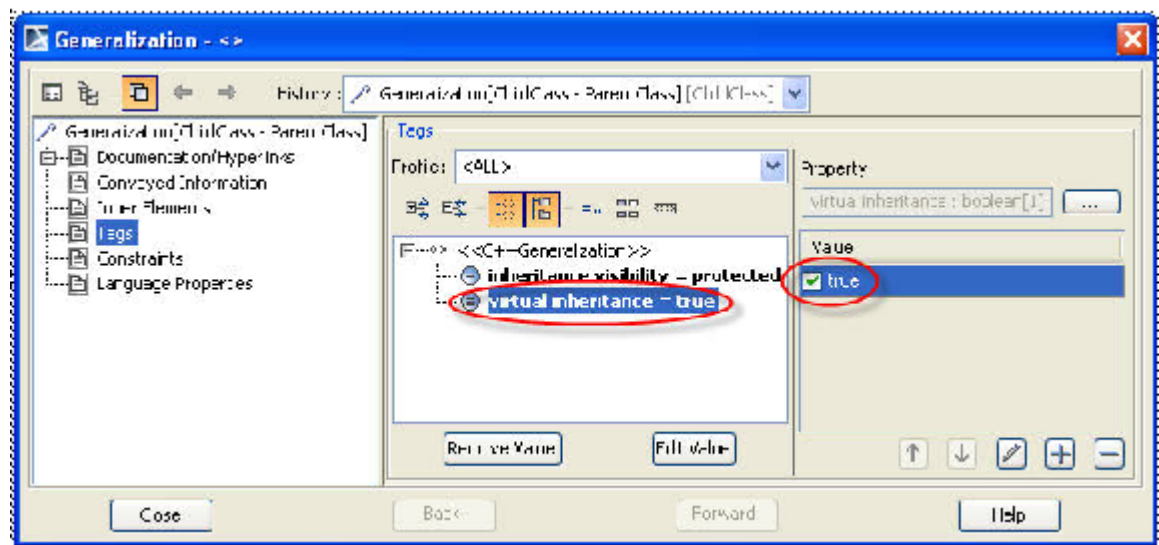 Generalization - <>
History : Generalization[ChildClass - ParentClass] [ChildClass]
Generalization[ChildClass - ParentClass]
Documentation/Hyperlinks
Conveyed Information
Inner Elements
Tags
Constraints
Language Properties
Tags
Profile: <ALL>
<<C++Generalization>>
inheritance visibility = protected
virtual inheritance = true
Remove Value
Edit Value
Property
virtual inheritance : boolean[1]
...
Value
true
Close
Back
Forward
Help